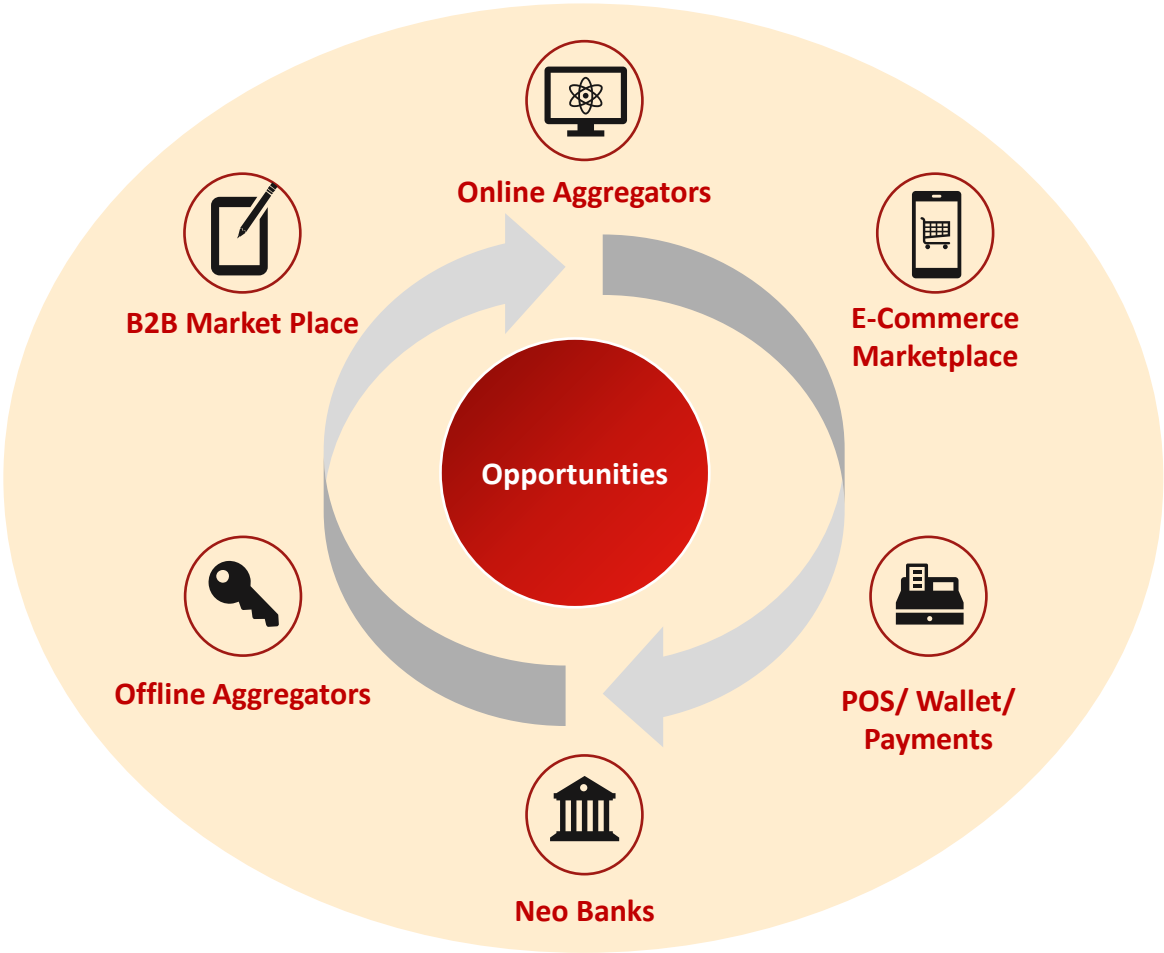 Online Aggregators
B2B Market Place
E-Commerce
Marketplace
Opportunities
Offline Aggregators
POS/ Wallet/
Payments
Neo Banks